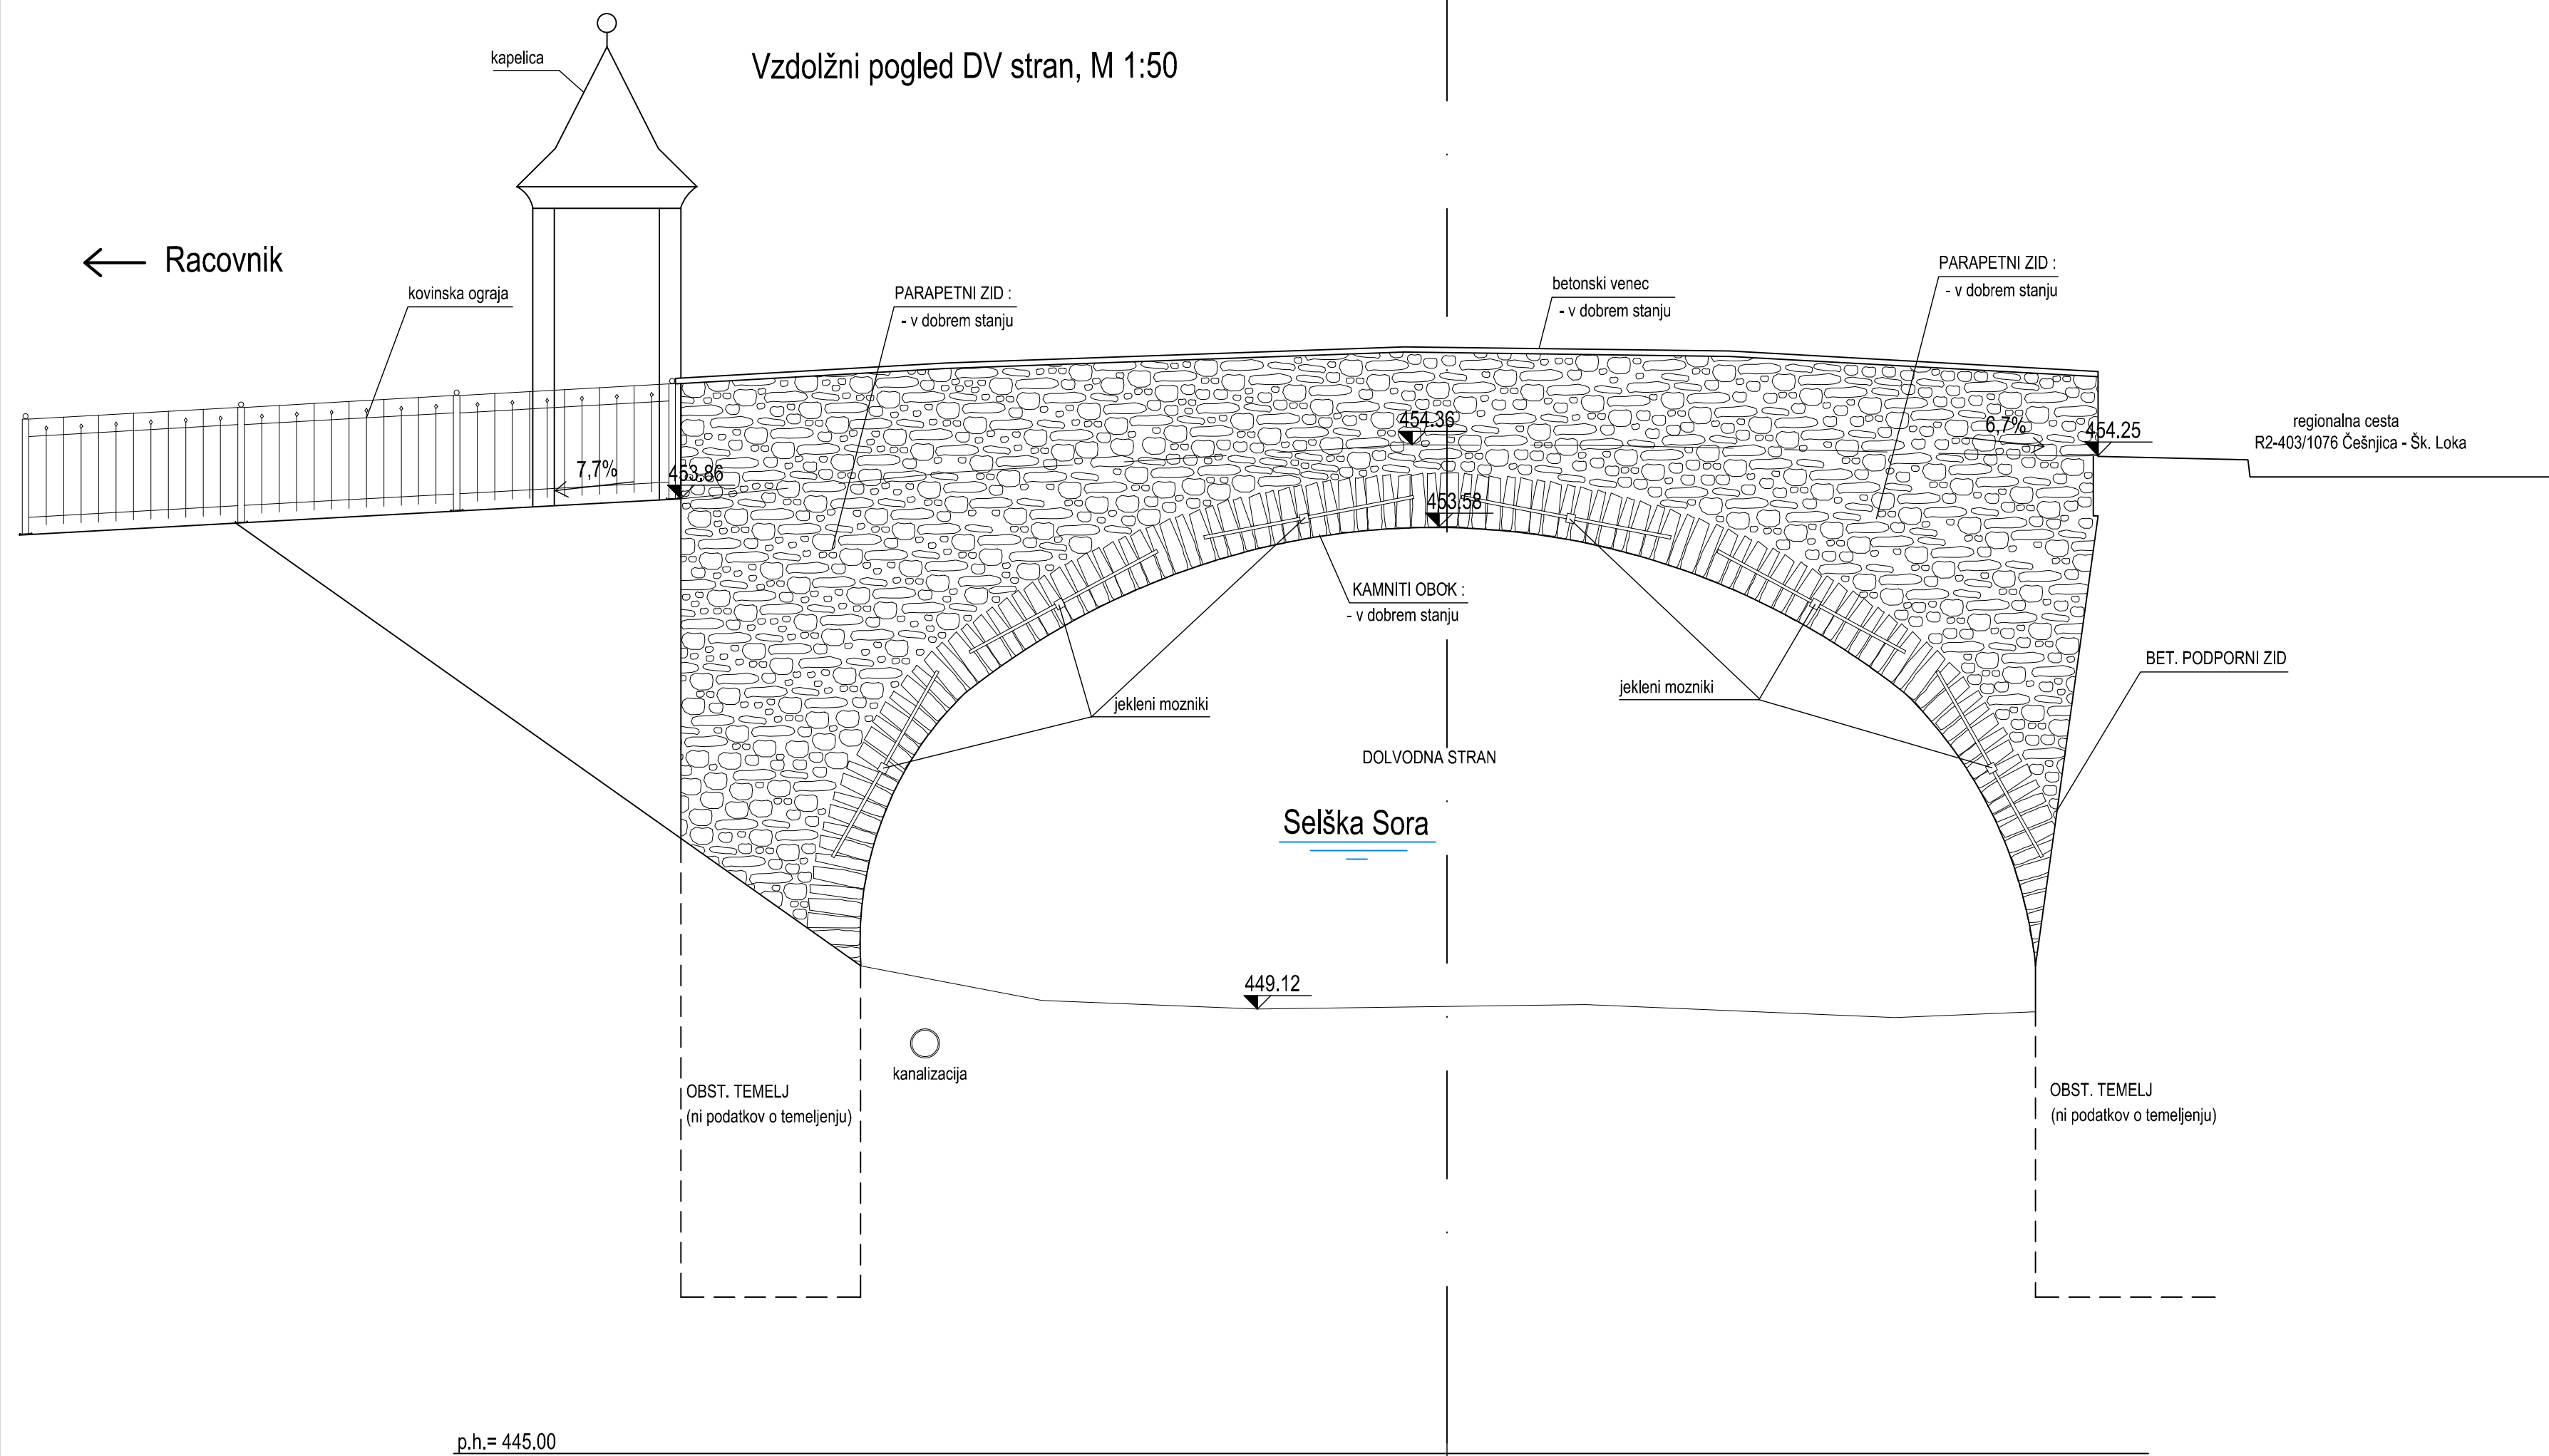 kapelica
Vzdolžni pogled DV stran, M 1:50
Racovnik
kovinska ograja
PARAPETNI ZID :
- v dobrem stanju
betonski venec
- v dobrem stanju
PARAPETNI ZID :
- v dobrem stanju
regionalna cesta
R2-403/1076 Češnjica - Šk. Loka
454.36
6,7%
454.25
7,7%
453.86
453.58
KAMNITI OBOK :
- v dobrem stanju
BET. PODPORNI ZID
jekleni mozniki
jekleni mozniki
DOLVODNA STRAN
Selška Sora
449.12
kanalizacija
OBST. TEMELJ
(ni podatkov o temeljenju)
OBST. TEMELJ
(ni podatkov o temeljenju)
p.h.= 445.00